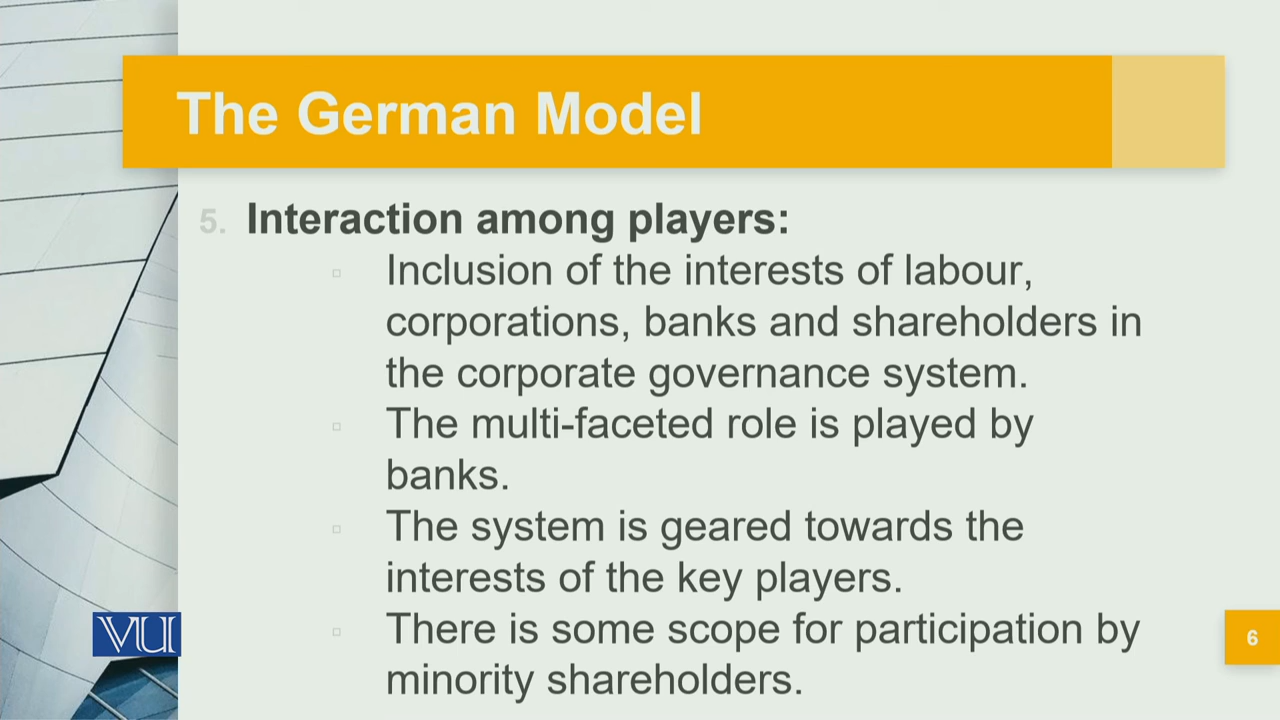 The German Model
5. Interaction among players:
▫ Inclusion of the interests of labour,
corporations, banks and shareholders in
the corporate governance system.
▫ The multi-faceted role is played by
banks.
▫ The system is geared towards the
interests of the key players.
▫ There is some scope for participation by
minority shareholders.
VU
6